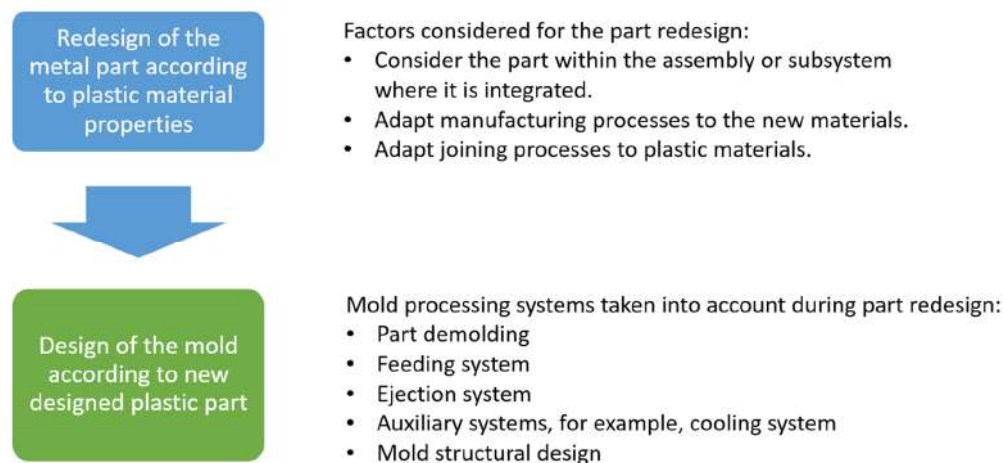 Redesign of the
metal part according
to plastic material
properties
Factors considered for the part redesign:
• Consider the part within the assembly or subsystem
where it is integrated.
• Adapt manufacturing processes to the new materials.
• Adapt joining processes to plastic materials.
Design of the mold
according to new
designed plastic part
Mold processing systems taken into account during part redesign:
• Part demolding
• Feeding system
• Ejection system
• Auxiliary systems, for example, cooling system
• Mold structural design